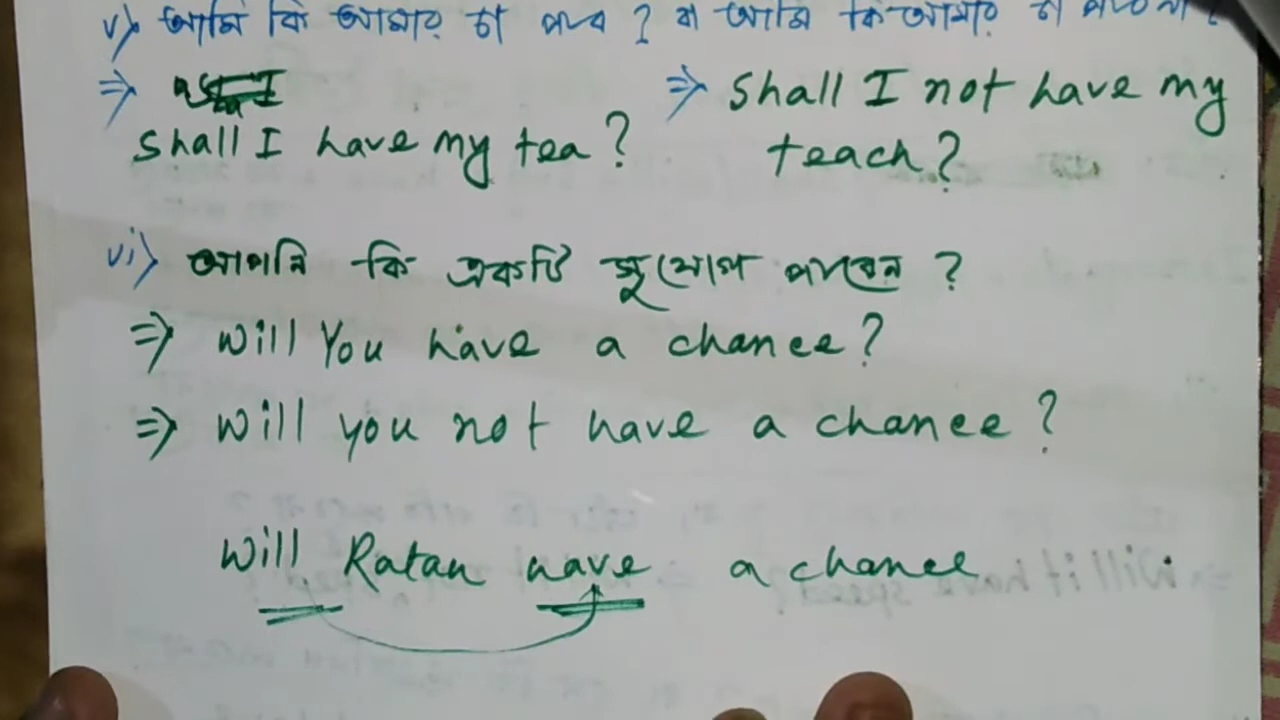 v) আমি কি আমার চা পাব ? বা আমি কি আমার চা পাব না ?
⇒ Shall I have my tea ?
⇒ Shall I not have my teach ?
vi) আপনি কি একটি সুযোগ পাবেন ?
⇒ Will You have a chance ?
⇒ Will you not have a chance ?
Will Ratan have a chance